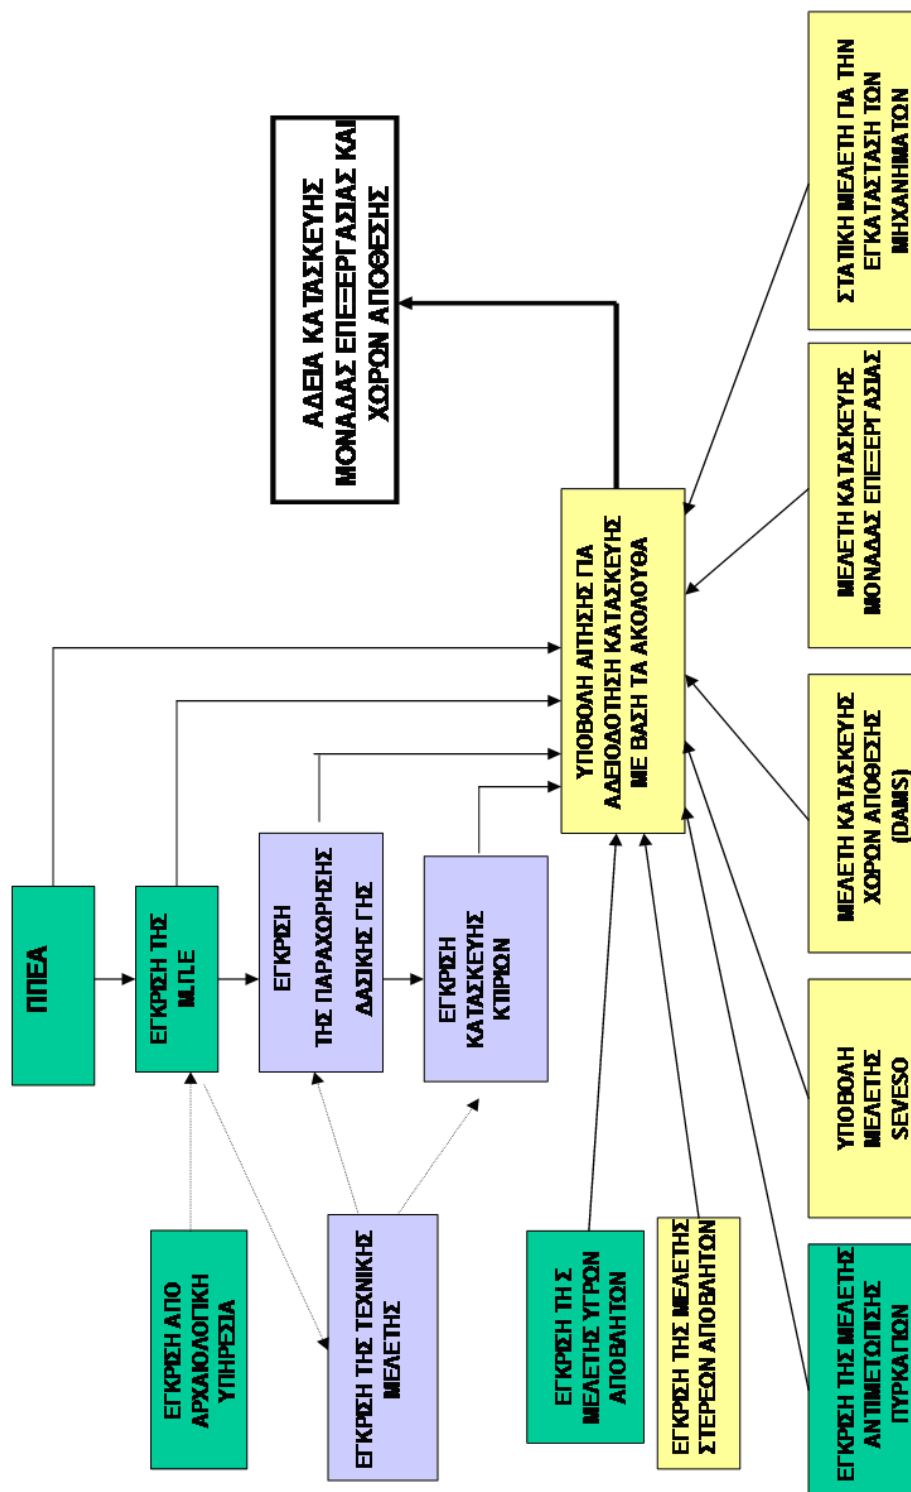 ΠΠΕΑ
ΕΓΚΡΙΣΗ ΑΠΟ
ΑΡΧΑΙΟΛΟΓΙΚΗ
ΥΠΗΡΕΣΙΑ
ΕΓΚΡΙΣΗ ΤΗΣ
Μ.Π.Ε
ΕΓΚΡΙΣΗ ΤΗΣ ΤΕΧΝΙΚΗΣ
ΜΕΛΕΤΗΣ
ΕΓΚΡΙΣΗ
ΤΗΣ ΠΑΡΑΧΩΡΗΣΗΣ
ΔΑΣΙΚΗΣ ΓΗΣ
ΑΔΕΙΑ ΚΑΤΑΣΚΕΥΗΣ
ΜΟΝΑΔΑΣ ΕΠΕΞΕΡΓΑΣΙΑΣ ΚΑΙ
ΧΩΡΩΝ ΑΠΟΘΕΣΗΣ
ΕΓΚΡΙΣΗ
ΚΑΤΑΣΚΕΥΗΣ
ΚΤΙΡΙΩΝ
ΕΓΚΡΙΣΗ ΤΗ Σ
ΜΕΛΕΤΗΣ ΥΓΡΩΝ
ΑΠΟΒΛΗΤΩΝ
ΕΓΚΡΙΣΗ ΤΗΣ ΜΕΛΕΤΗΣ
ΣΤΕΡΕΩΝ ΑΠΟΒΛΗΤΩΝ
ΥΠΟΒΟΛΗ ΑΙΤΗΣΗΣ ΓΙΑ
ΑΔΕΙΟΔΟΤΗΣΗ ΚΑΤΑΣΚΕΥΗΣ
ΜΕ ΒΑΣΗ ΤΑ ΑΚΟΛΟΥΘΑ
ΕΓΚΡΙΣΗ ΤΗΣ ΜΕΛΕΤΗΣ
ΑΝΤΙΜΕΤΩΠΙΣΗΣ
ΠΥΡΚΑΓΙΩΝ
ΥΠΟΒΟΛΗ
ΜΕΛΕΤΗΣ
SEVESO
ΜΕΛΕΤΗ ΚΑΤΑΣΚΕΥΗΣ
ΧΩΡΩΝ ΑΠΟΘΕΣΗΣ
(DAMS)
ΜΕΛΕΤΗ ΚΑΤΑΣΚΕΥΗΣ
ΜΟΝΑΔΑΣ ΕΠΕΞΕΡΓΑΣΙΑΣ
ΣΤΑΤΙΚΗ ΜΕΛΕΤΗ ΓΙΑ ΤΗΝ
ΕΓΚΑΤΑΣΤΑΣΗ ΤΩΝ
ΜΗΧΑΝΗΜΑΤΩΝ